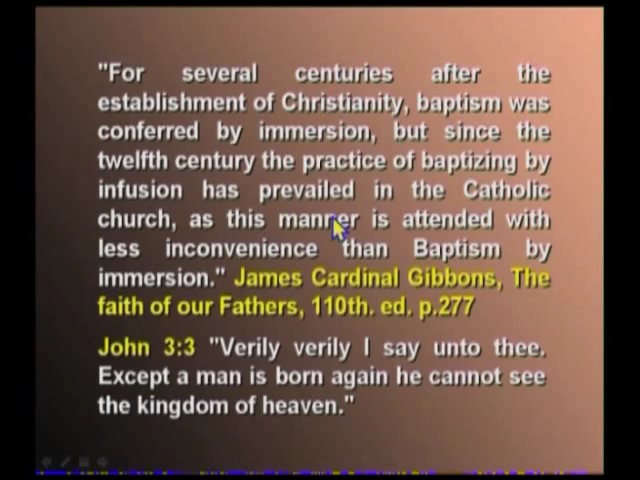 "For several centuries after the
establishment of Christianity, baptism was
conferred by immersion, but since the
twelfth century the practice of baptizing by
infusion has prevailed in the Catholic
church, as this manner is attended with
less inconvenience than Baptism by
immersion." James Cardinal Gibbons, The
faith of our Fathers, 110th. ed. p.277
John 3:3 "Verily verily I say unto thee.
Except a man is born again he cannot see
the kingdom of heaven."